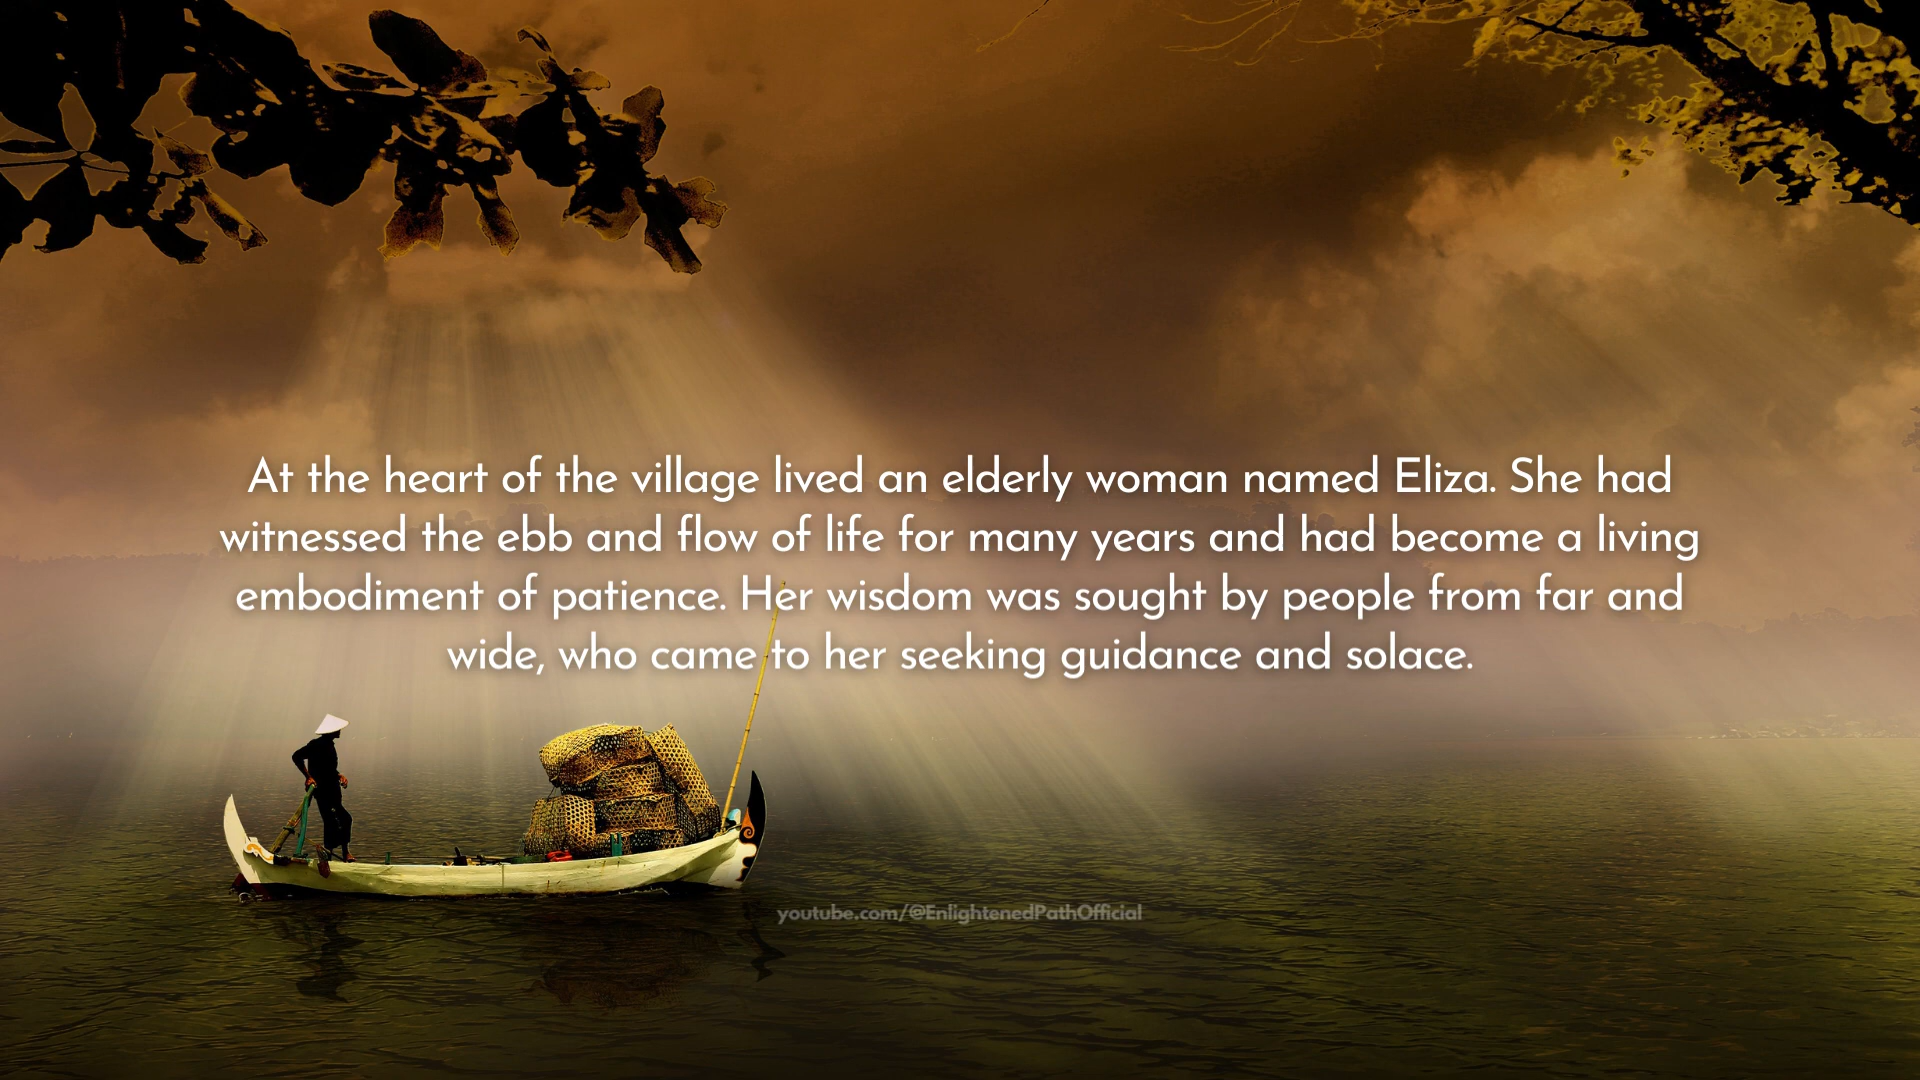 At the heart of the village lived an elderly woman named Eliza. She had
witnessed the ebb and flow of life for many years and had become a living
embodiment of patience. Her wisdom was sought by people from far and
wide, who came to her seeking guidance and solace.
youtube.com/@EnlightenedPathOfficial